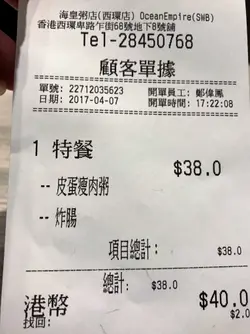 海皇粥店(西環店) OceanEmpire(SWB)
香港西環卑路乍街68號地下8號舖
Tel-28450768
顧客單據
單號: 22712035623 開單員工: 鄭偉鳳
日期: 2017-04-07 開單時間: 17:22:08
1 特餐 $38.0
-- 皮蛋瘦肉粥
-- 炸腸
項目總計: $38.0
總計: $38.0
港幣 $40.0
找回: $2.0